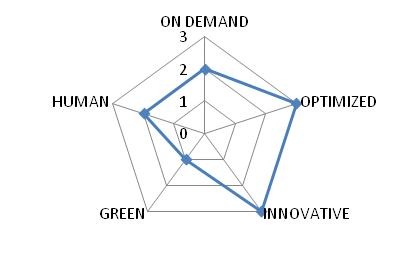 ON DEMAND
3
2
1
0
OPTIMIZED
HUMAN
GREEN
INNOVATIVE